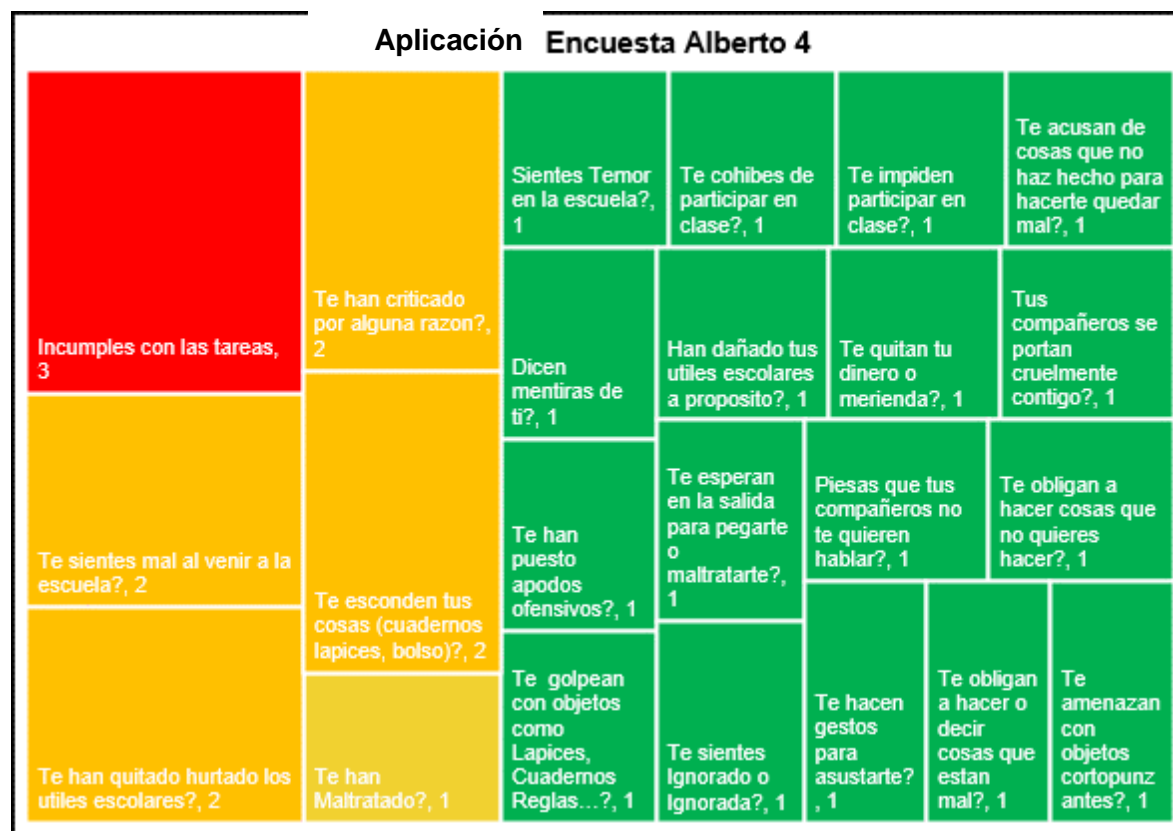 Aplicación Encuesta Alberto 4
Incumples con las tareas,
3
Te sientes mal al venir a la
escuela?, 2
Te han quitado hurtado los
utiles escolares?, 2
Te han criticado
por alguna razon?,
2
Te esconden tus
cosas (cuadernos
lapices, bolso)?, 2
Te han
Maltratado?, 1
Sientes Temor
en la escuela?,
1
Te cohibes de
participar en
clase?, 1
Te impiden
participar en
clase?, 1
Te acusan de
cosas que no
haz hecho para
hacerte quedar
mal?, 1
Dicen
mentiras de
ti?, 1
Han dañado tus
utiles escolares
a proposito?, 1
Te quitan tu
dinero o
merienda?, 1
Tus
compañeros se
portan
cruelmente
contigo?, 1
Te han
puesto
apodos
ofensivos?, 1
Te esperan
en la salida
para pegarte
o
maltratarte?,
1
Piesas que tus
compañeros no
te quieren
hablar?, 1
Te obligan a
hacer cosas que
no quieres
hacer?, 1
Te golpean
con objetos
como
Lapices,
Cuadernos
Reglas...?, 1
Te sientes
Ignorado o
Ignorada?, 1
Te hacen
gestos
para
asustarte?
, 1
Te obligan
a hacer o
decir
cosas que
estan
mal?, 1
Te
amenazan
con
objetos
cortopunz
antes?, 1